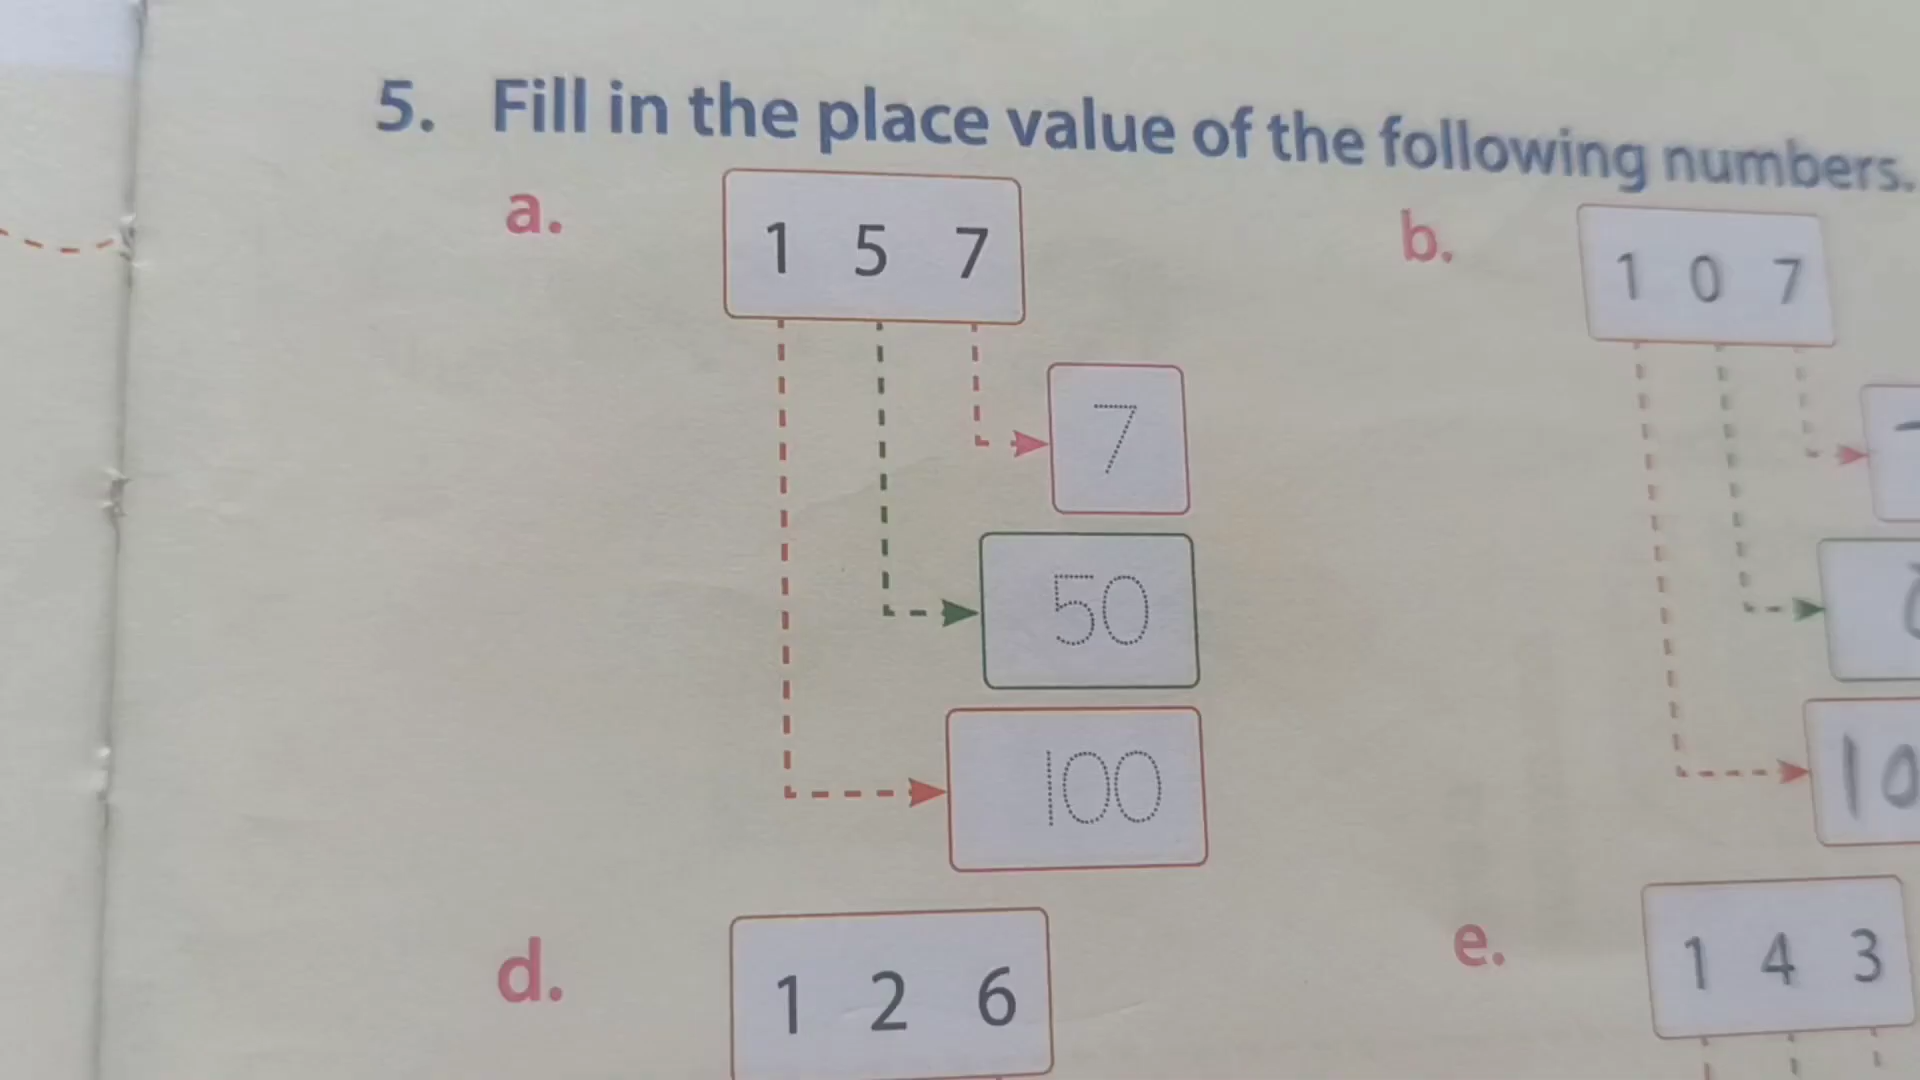 5. Fill in the place value of the following numbers.
a. 1 5 7
b. 1 0 7
7
50
100
10
d. 1 2 6
e. 1 4 3